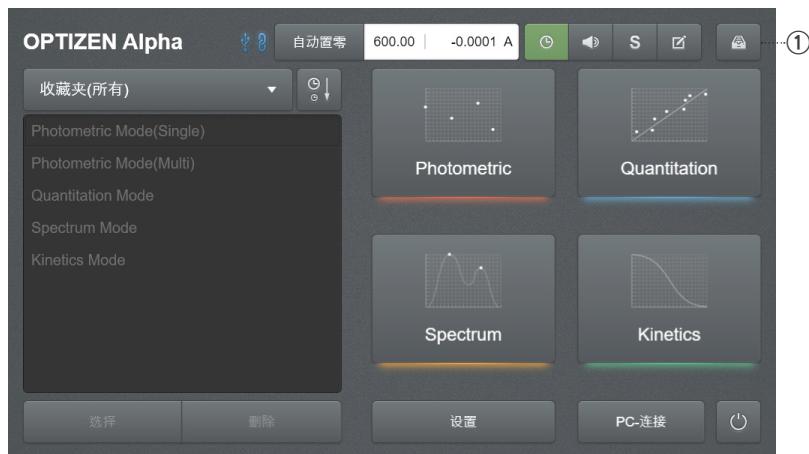 OPTIZEN Alpha
自动置零
600.00
-0.0001 A
S
①
收藏夹(所有)
Photometric Mode(Single)
Photometric Mode(Multi)
Quantitation Mode
Spectrum Mode
Kinetics Mode
Photometric
Quantitation
Spectrum
Kinetics
选择
删除
设置
PC-连接